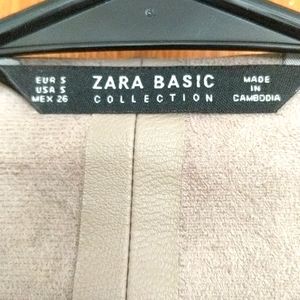 EUR S
USA S
MEX 26
ZARA BASIC
COLLECTION
MADE
IN
CAMBODIA